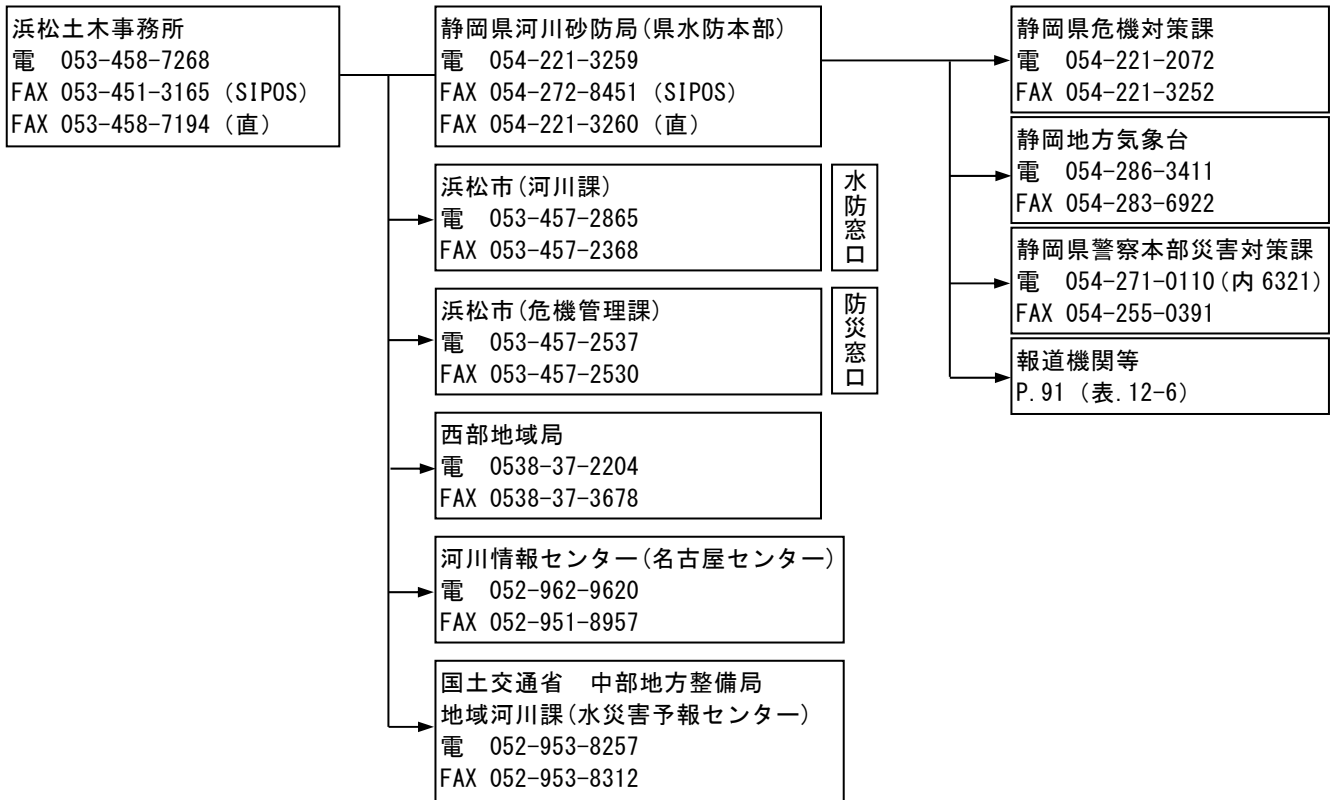 浜松土木事務所
電　053-458-7268
FAX 053-451-3165 (SIPOS)
FAX 053-458-7194（直）
静岡県河川砂防局(県水防本部)
電　054-221-3259
FAX 054-272-8451 (SIPOS)
FAX 054-221-3260（直）
浜松市(河川課)
電　053-457-2865
FAX 053-457-2368
水防窓口
浜松市(危機管理課)
電　053-457-2537
FAX 053-457-2530
防災窓口
西部地域局
電　0538-37-2204
FAX 0538-37-3678
河川情報センター(名古屋センター)
電　052-962-9620
FAX 052-951-8957
国土交通省　中部地方整備局
地域河川課(水災害予報センター)
電　052-953-8257
FAX 052-953-8312
静岡県危機対策課
電　054-221-2072
FAX 054-221-3252
静岡地方気象台
電　054-286-3411
FAX 054-283-6922
静岡県警察本部災害対策課
電　054-271-0110(内 6321)
FAX 054-255-0391
報道機関等
P.91（表.12-6）